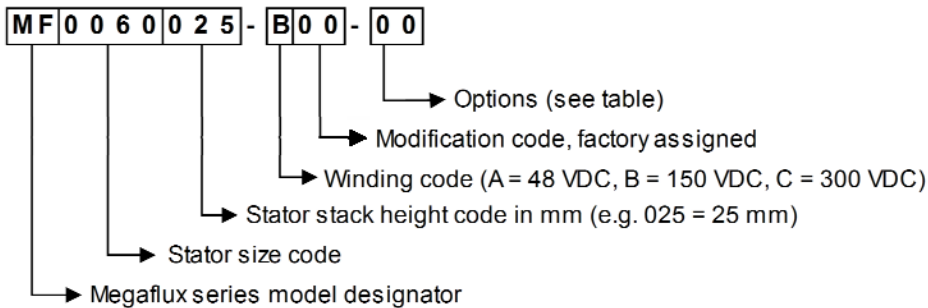 MF0060025-B00-00
Options (see table)
Modification code, factory assigned
Winding code (A = 48 VDC, B = 150 VDC, C = 300 VDC)
Stator stack height code in mm (e.g. 025 = 25 mm)
Stator size code
Megaflux series model designator